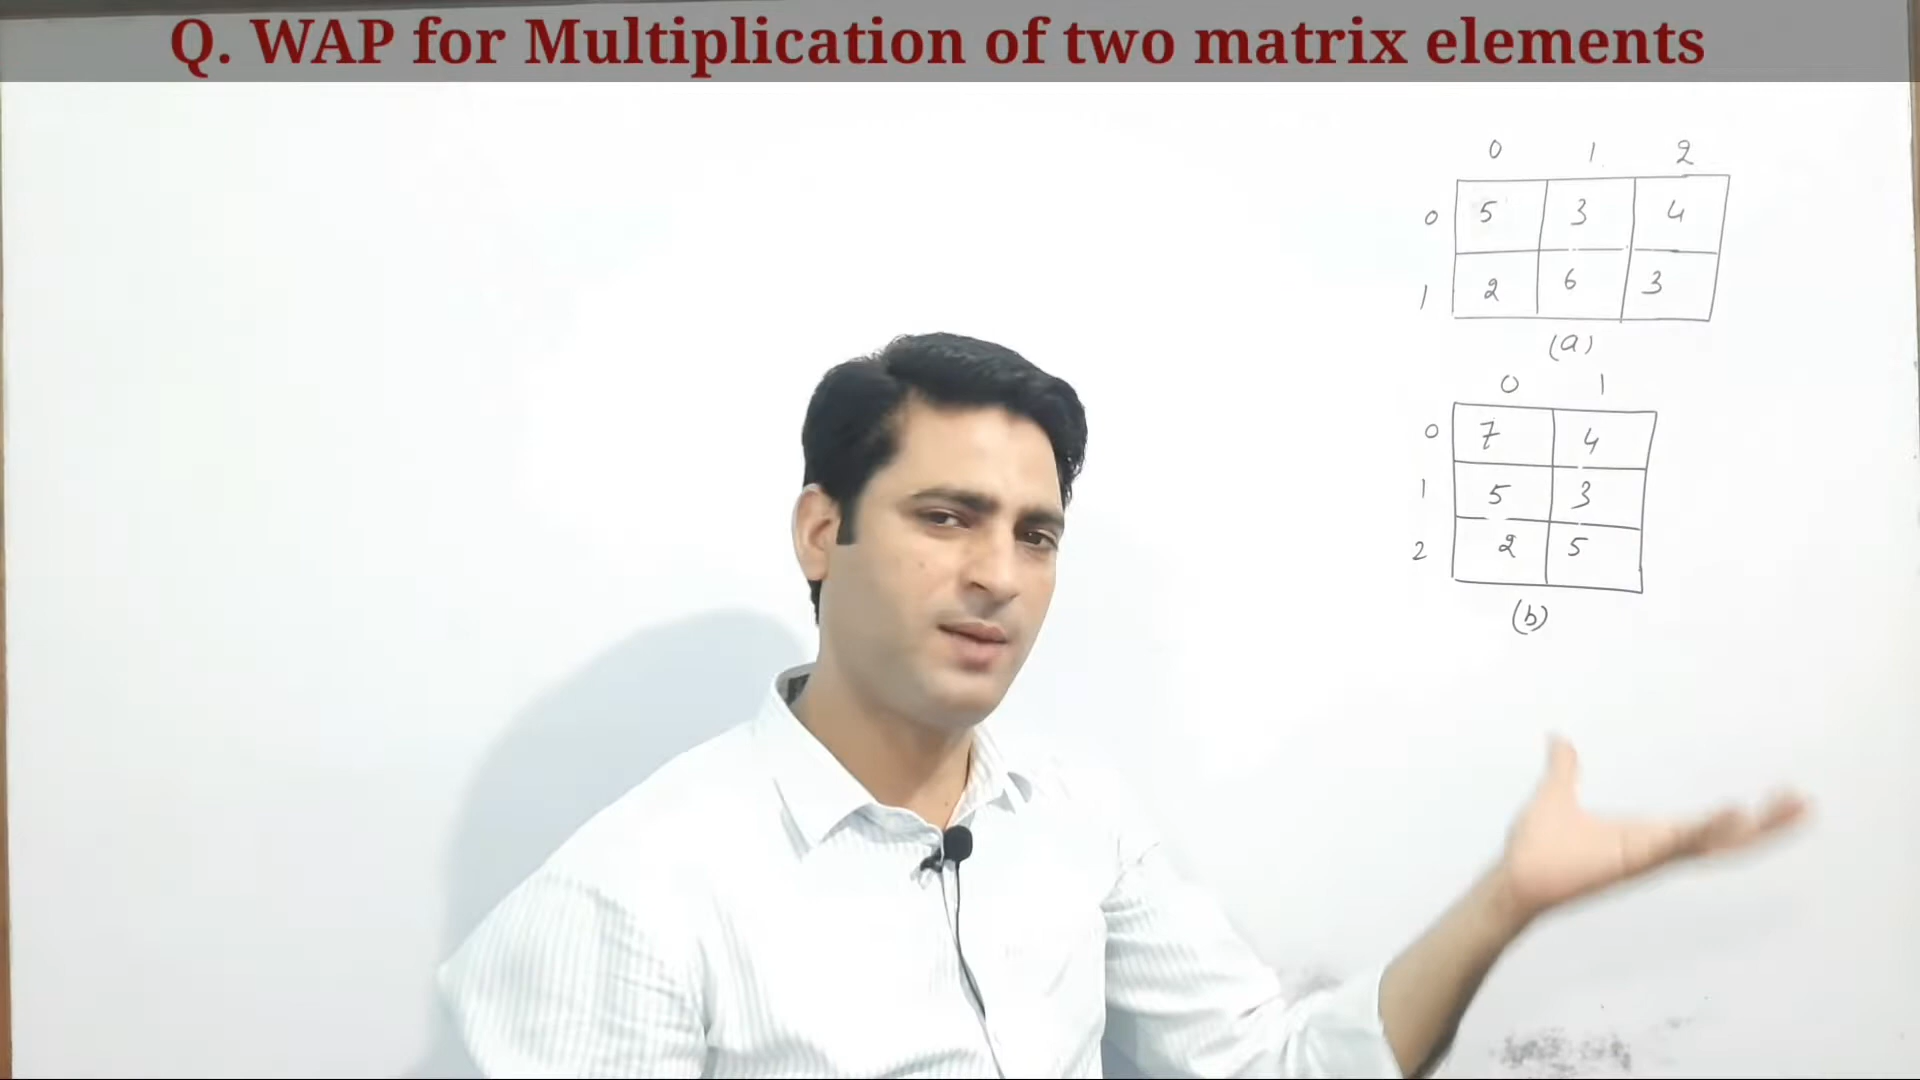 Q. WAP for Multiplication of two matrix elements
0 1 2
0 5 3 4
1 2 6 3
(a)
0 1
0 7 4
1 5 3
2 2 5
(b)